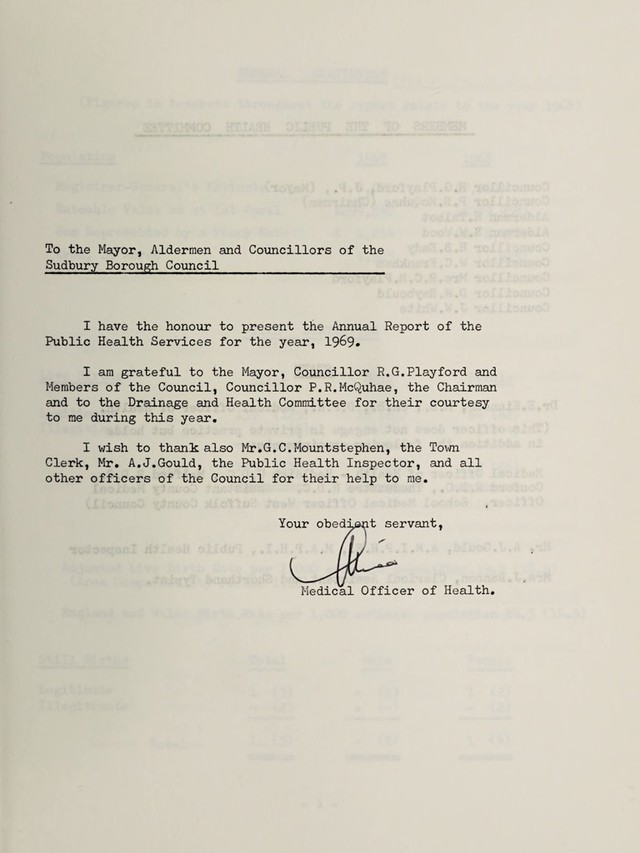 To the Mayor, Aldermen and Councillors of the
Sudbury Borough Council
I have the honour to present the Annual Report of the
Public Health Services for the year, 1969.
I am grateful to the Mayor, Councillor R.G.Playford and
Members of the Council, Councillor P.R.McQuhae, the Chairman
and to the Drainage and Health Committee for their courtesy
to me during this year.
I wish to thank also Mr.G.C.Mountstephen, the Town
Clerk, Mr. A.J.Gould, the Public Health Inspector, and all
other officers of the Council for their help to me.
Your obedient servant,
Medical Officer of Health.